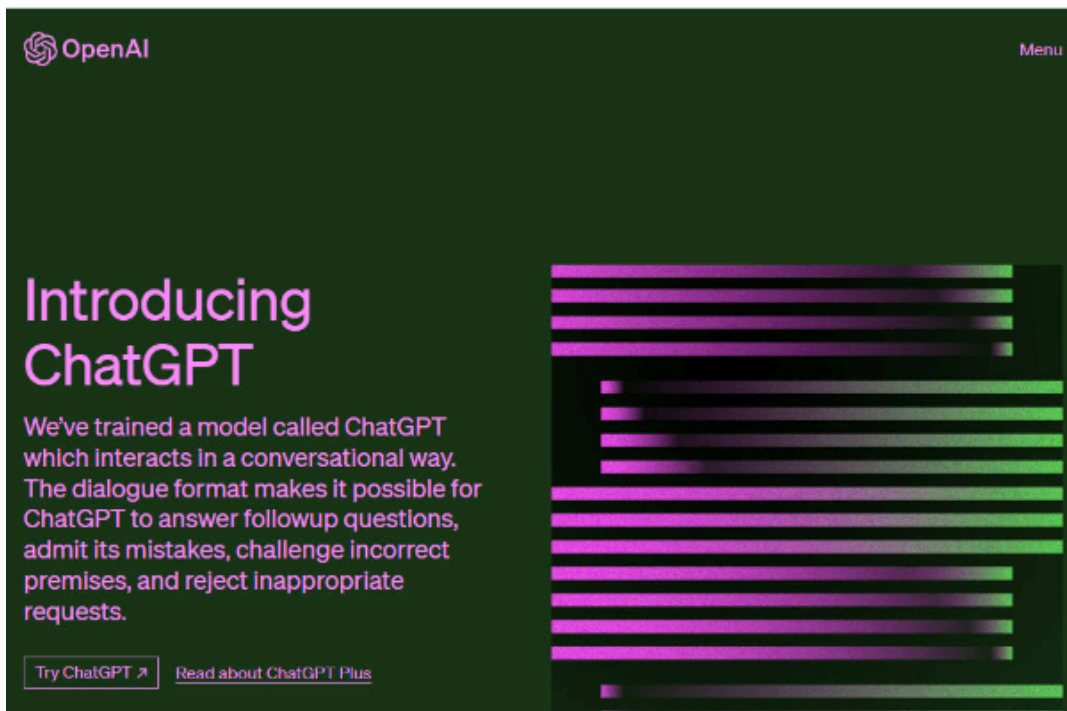 OpenAI
Menu
Introducing
ChatGPT
We've trained a model called ChatGPT
which interacts in a conversational way.
The dialogue format makes it possible for
ChatGPT to answer followup questions,
admit its mistakes, challenge incorrect
premises, and reject inappropriate
requests.
Try ChatGPT ↗
Read about ChatGPT Plus